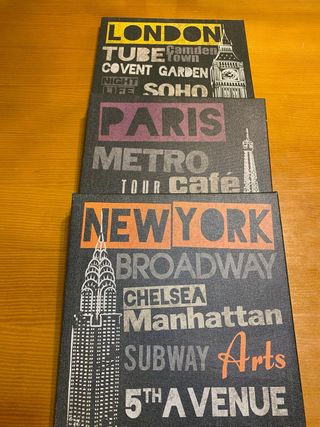 LONDON
TUBE Camden Town
COVENT GARDEN
NIGHT LIFE! SOHO
PARIS
METRO
TOUR Café
NEW YORK
BROADWAY
CHELSEA
Manhattan
SUBWAY Arts
5TH AVENUE